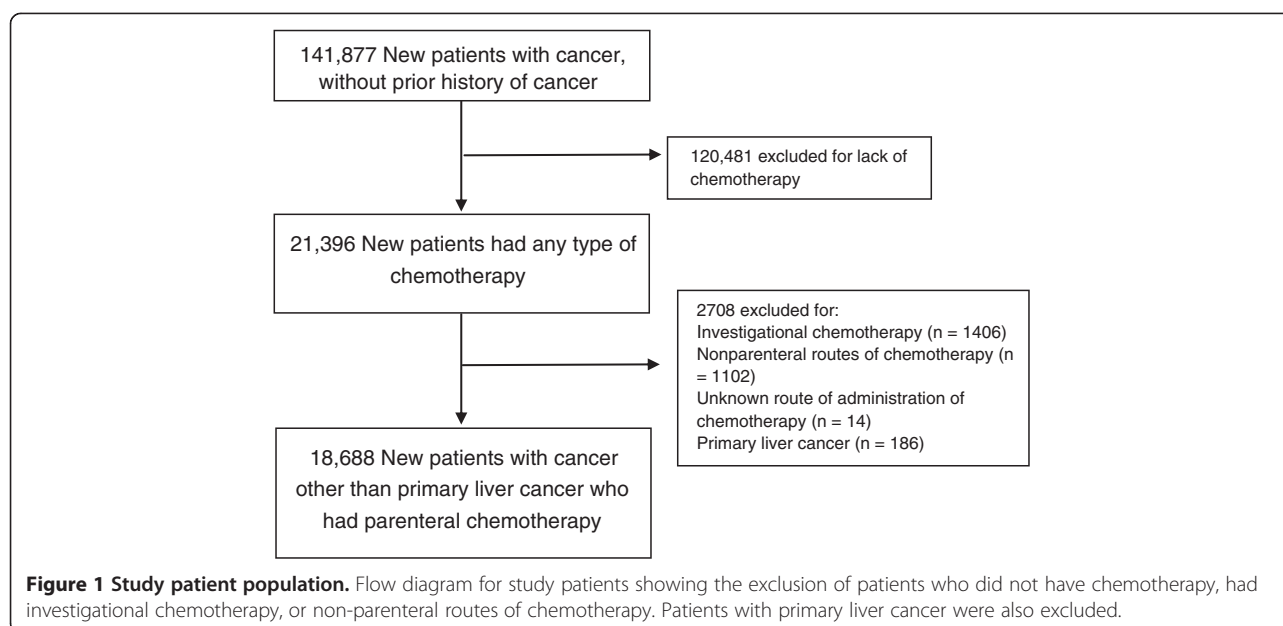 141,877 New patients with cancer,
without prior history of cancer
120,481 excluded for lack of
chemotherapy
21,396 New patients had any type of
chemotherapy
2708 excluded for:
Investigational chemotherapy (n = 1406)
Nonparenteral routes of chemotherapy (n
= 1102)
Unknown route of administration of
chemotherapy (n = 14)
Primary liver cancer (n = 186)
18,688 New patients with cancer
other than primary liver cancer who
had parenteral chemotherapy
Figure 1 Study patient population. Flow diagram for study patients showing the exclusion of patients who did not have chemotherapy, had
investigational chemotherapy, or non-parenteral routes of chemotherapy. Patients with primary liver cancer were also excluded.